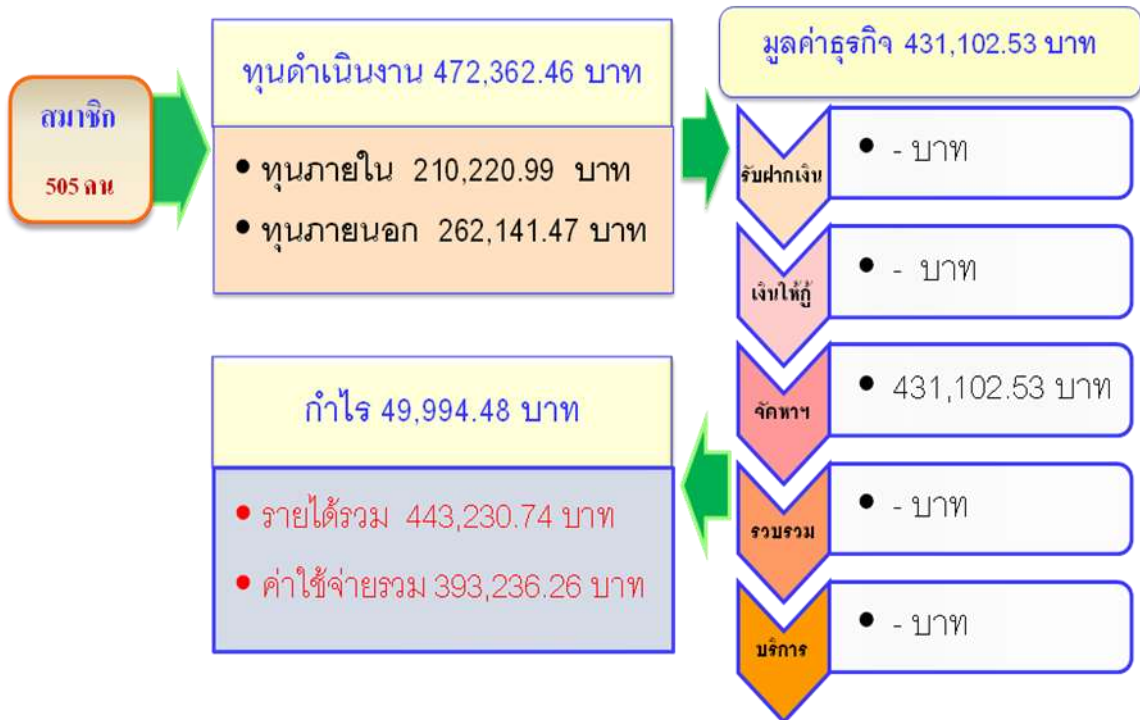 สมาชิก
505 คน
ทุนดำเนินงาน 472,362.46 บาท
• ทุนภายใน 210,220.99 บาท
• ทุนภายนอก 262,141.47 บาท
มูลค่าธุรกิจ 431,102.53 บาท
รับฝากเงิน
• - บาท
เงินให้กู้
• - บาท
จัดหาฯ
• 431,102.53 บาท
รวบรวม
• - บาท
บริการ
• - บาท
กำไร 49,994.48 บาท
• รายได้รวม 443,230.74 บาท
• ค่าใช้จ่ายรวม 393,236.26 บาท